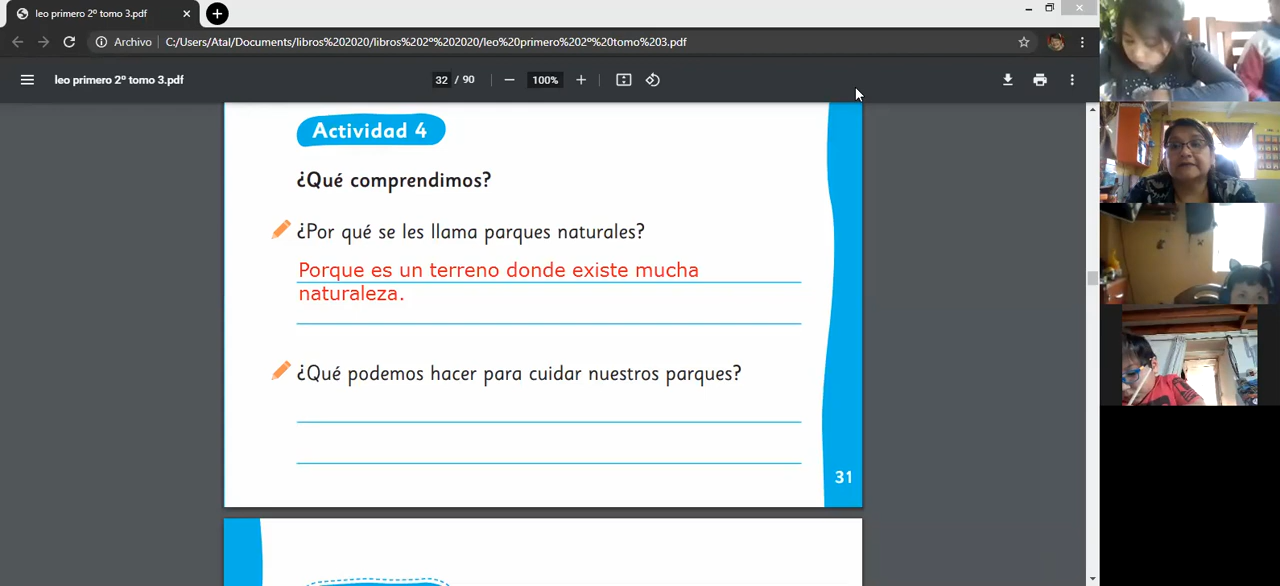 leo primero 2º tomo 3.pdf
Archivo
C:/Users/Atal/Documents/libros%202020/libros%202º%202020/leo%20primero%202º%20tomo%203.pdf
leo primero 2º tomo 3.pdf
32 / 90
100%
Actividad 4
¿Qué comprendimos?
¿Por qué se les llama parques naturales?
Porque es un terreno donde existe mucha
naturaleza.
¿Qué podemos hacer para cuidar nuestros parques?
31